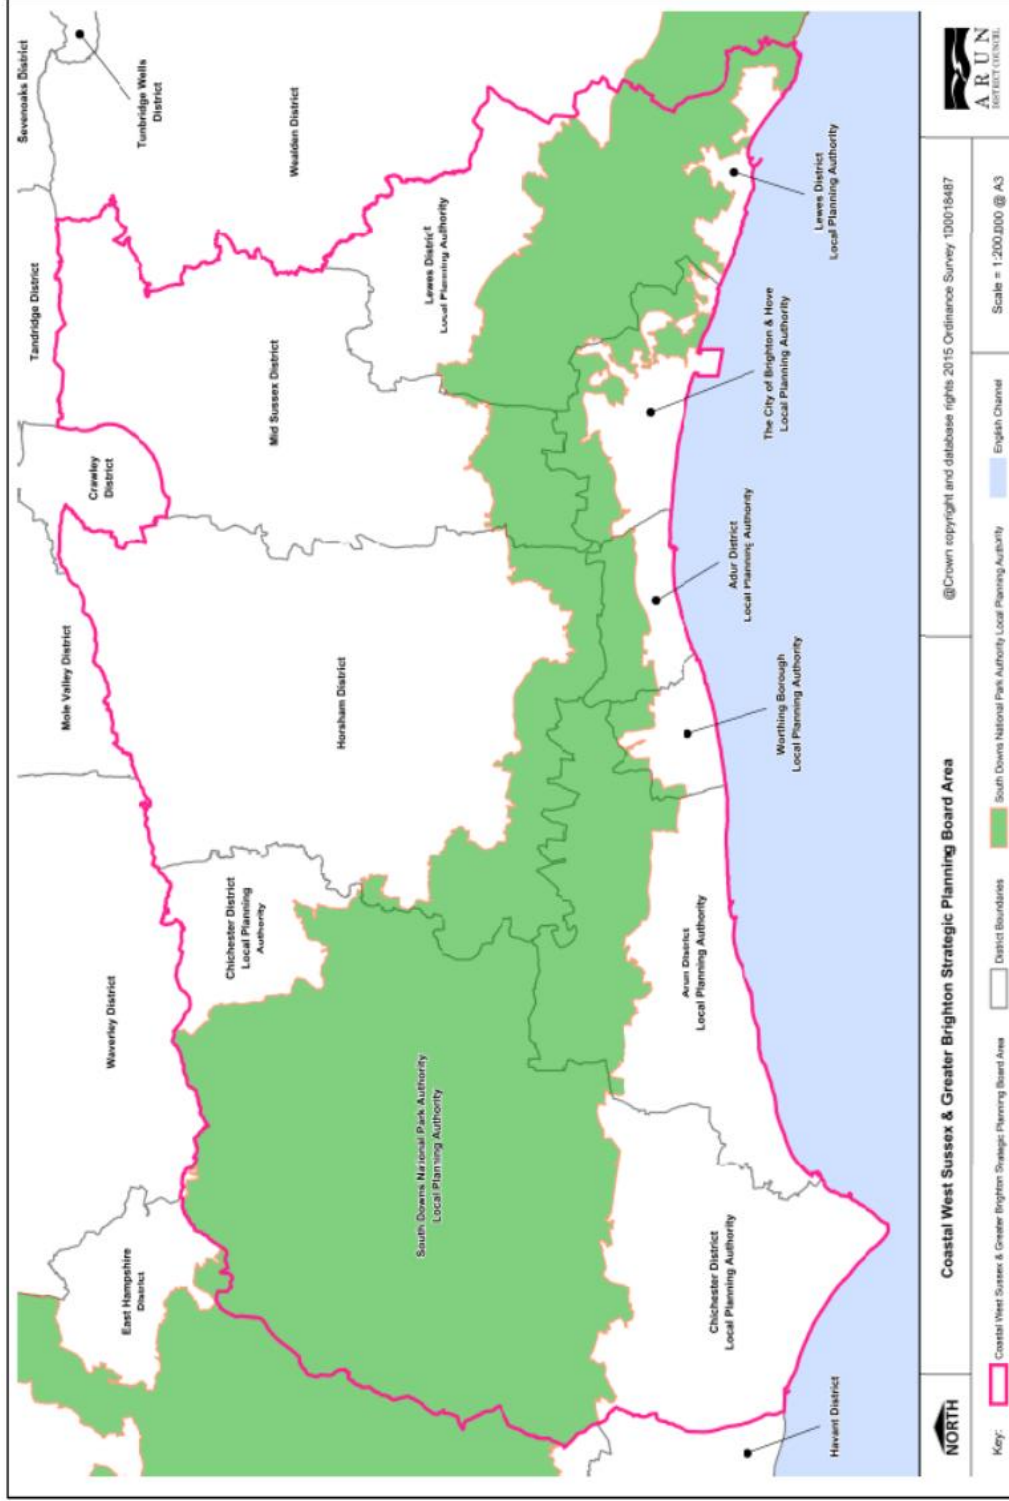 Sevenoaks District
Tunbridge Wells
District
Tandridge District
Wealden District
Crawley
District
Mole Valley District
Mid Sussex District
Lewes District
Local Planning Authority
Horsham District
Waverley District
Chichester District
Local Planning
Authority
East Hampshire
District
South Downs National Park Authority
Local Planning Authority
Lewes District
Local Planning Authority
The City of Brighton & Hove
Local Planning Authority
Adur District
Local Planning Authority
Worthing Borough
Local Planning Authority
Arun District
Local Planning Authority
Chichester District
Local Planning Authority
Havant District
NORTH
Coastal West Sussex & Greater Brighton Strategic Planning Board Area
@Crown copyright and database rights 2015 Ordinance Survey 100018487
ARUN
DISTRICT COUNCIL
Key:
Coastal West Sussex & Greater Brighton Strategic Planning Board Area
District Boundaries
South Downs National Park Authority Local Planning Authority
English Channel
Scale = 1:200,000 @ A3